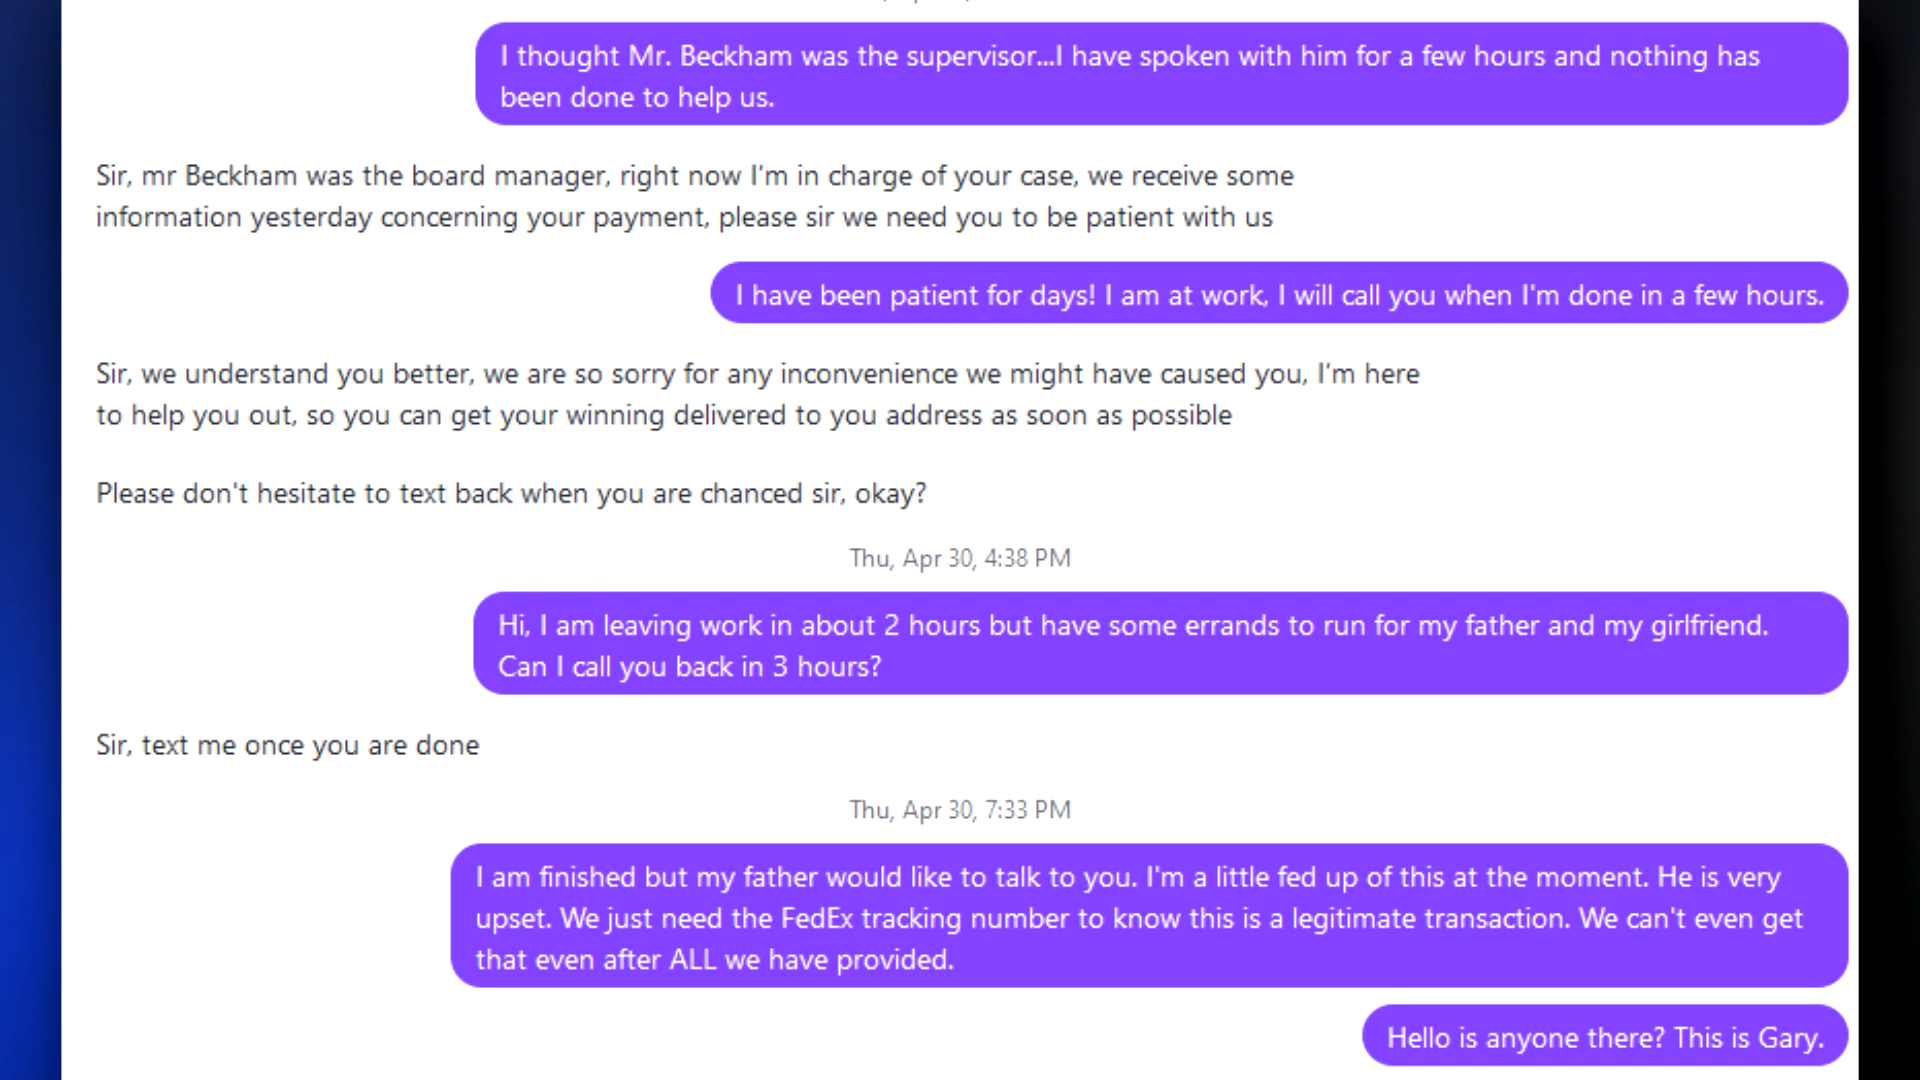 I thought Mr. Beckham was the supervisor...I have spoken with him for a few hours and nothing has
been done to help us.
Sir, mr Beckham was the board manager, right now I'm in charge of your case, we receive some
information yesterday concerning your payment, please sir we need you to be patient with us
I have been patient for days! I am at work, I will call you when I'm done in a few hours.
Sir, we understand you better, we are so sorry for any inconvenience we might have caused you, I'm here
to help you out, so you can get your winning delivered to you address as soon as possible
Please don't hesitate to text back when you are chanced sir, okay?
Thu, Apr 30, 4:38 PM
Hi, I am leaving work in about 2 hours but have some errands to run for my father and my girlfriend.
Can I call you back in 3 hours?
Sir, text me once you are done
Thu, Apr 30, 7:33 PM
I am finished but my father would like to talk to you. I'm a little fed up of this at the moment. He is very
upset. We just need the FedEx tracking number to know this is a legitimate transaction. We can't even get
that even after ALL we have provided.
Hello is anyone there? This is Gary.